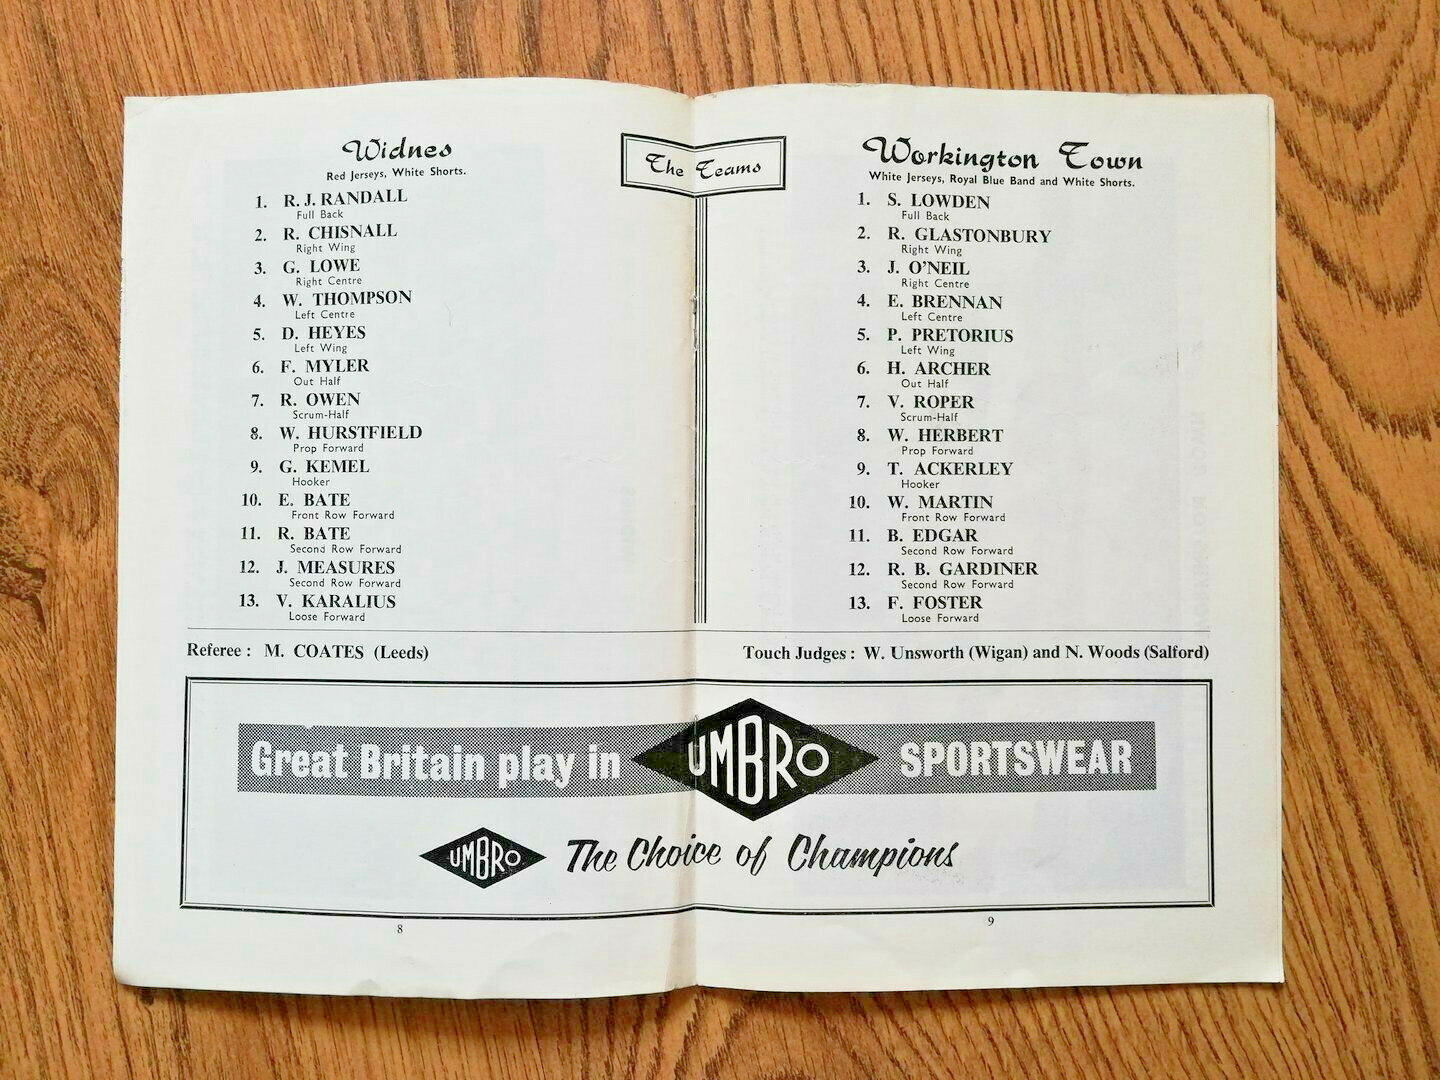 Widnes
Red Jerseys, White Shorts.
1. R. J. RANDALL
Full Back
2. R. CHISNALL
Right Wing
3. G. LOWE
Right Centre
4. W. THOMPSON
Left Centre
5. D. HEYES
Left Wing
6. F. MYLER
Out Half
7. R. OWEN
Scrum-Half
8. W. HURSTFIELD
Prop Forward
9. G. KEMEL
Hooker
10. E. BATE
Front Row Forward
11. R. BATE
Second Row Forward
12. J. MEASURES
Second Row Forward
13. V. KARALIUS
Loose Forward
The Teams
Workington Town
White Jerseys, Royal Blue Band and White Shorts.
1. S. LOWDEN
Full Back
2. R. GLASTONBURY
Right Wing
3. J. O'NEIL
Right Centre
4. E. BRENNAN
Left Centre
5. P. PRETORIUS
Left Wing
6. H. ARCHER
Out Half
7. V. ROPER
Scrum-Half
8. W. HERBERT
Prop Forward
9. T. ACKERLEY
Hooker
10. W. MARTIN
Front Row Forward
11. B. EDGAR
Second Row Forward
12. R. B. GARDINER
Second Row Forward
13. F. FOSTER
Loose Forward
Referee : M. COATES (Leeds)
Touch Judges : W. Unsworth (Wigan) and N. Woods (Salford)
Great Britain play in UMBRO SPORTSWEAR
UMBRO The Choice of Champions
8
9